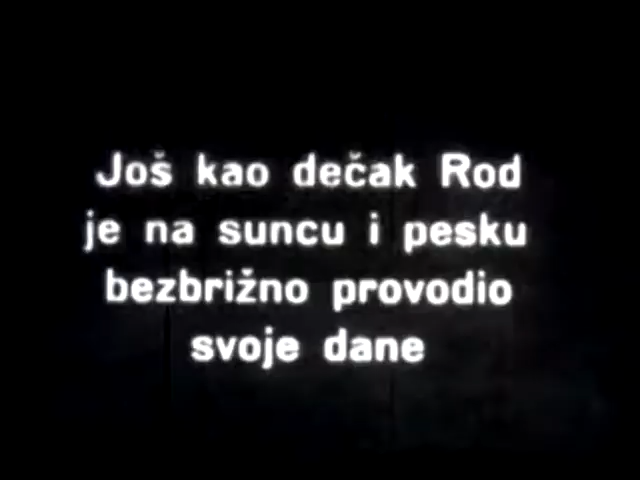 Još kao dečak Rod
je na suncu i pesku
bezbrižno provodio
svoje dane